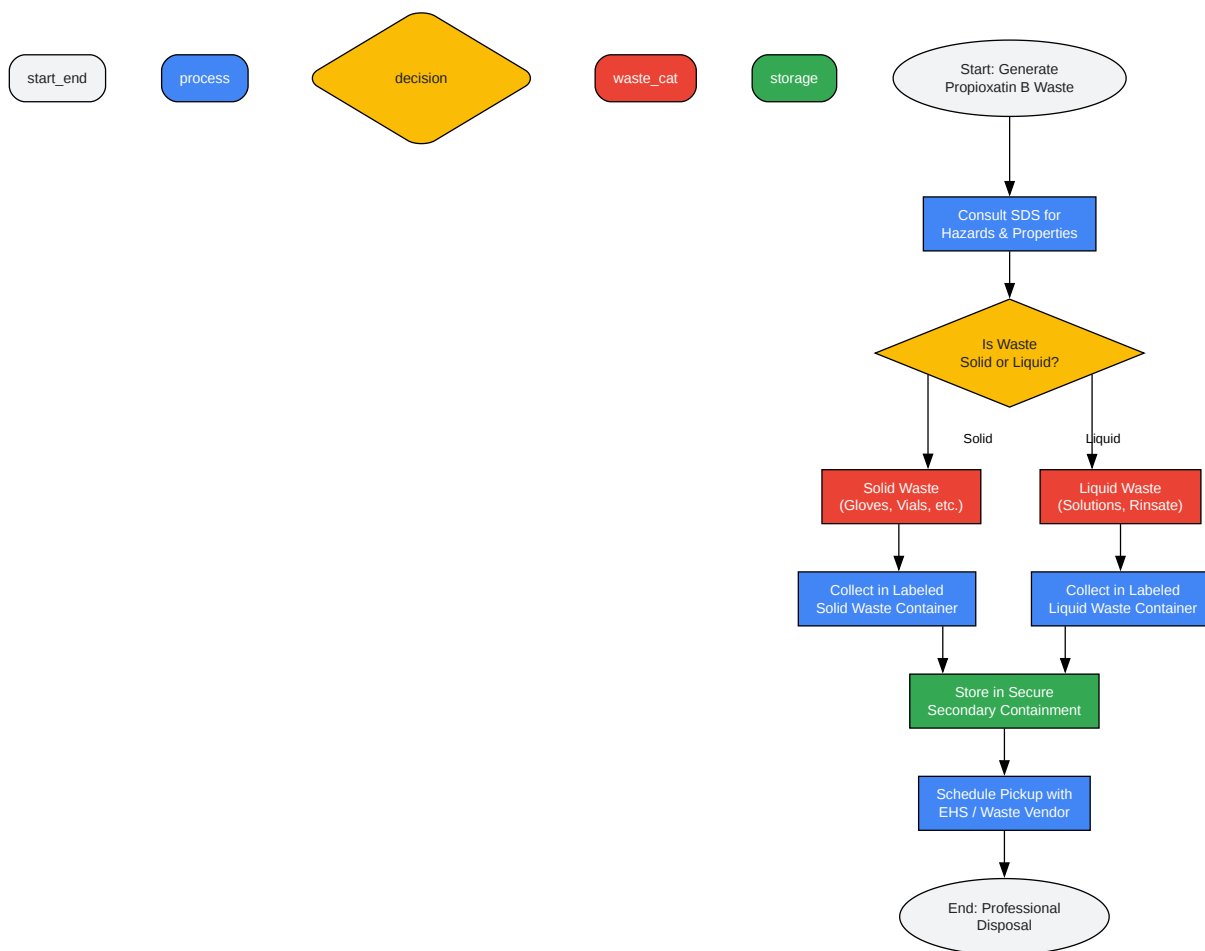 start_end
process
decision
waste_cat
storage
Start: Generate
Propioxatin B Waste
Consult SDS for
Hazards & Properties
Is Waste
Solid or Liquid?
Solid
Liquid
Solid Waste
(Gloves, Vials, etc.)
Liquid Waste
(Solutions, Rinsate)
Collect in Labeled
Solid Waste Container
Collect in Labeled
Liquid Waste Container
Store in Secure
Secondary Containment
Schedule Pickup with
EHS / Waste Vendor
End: Professional
Disposal